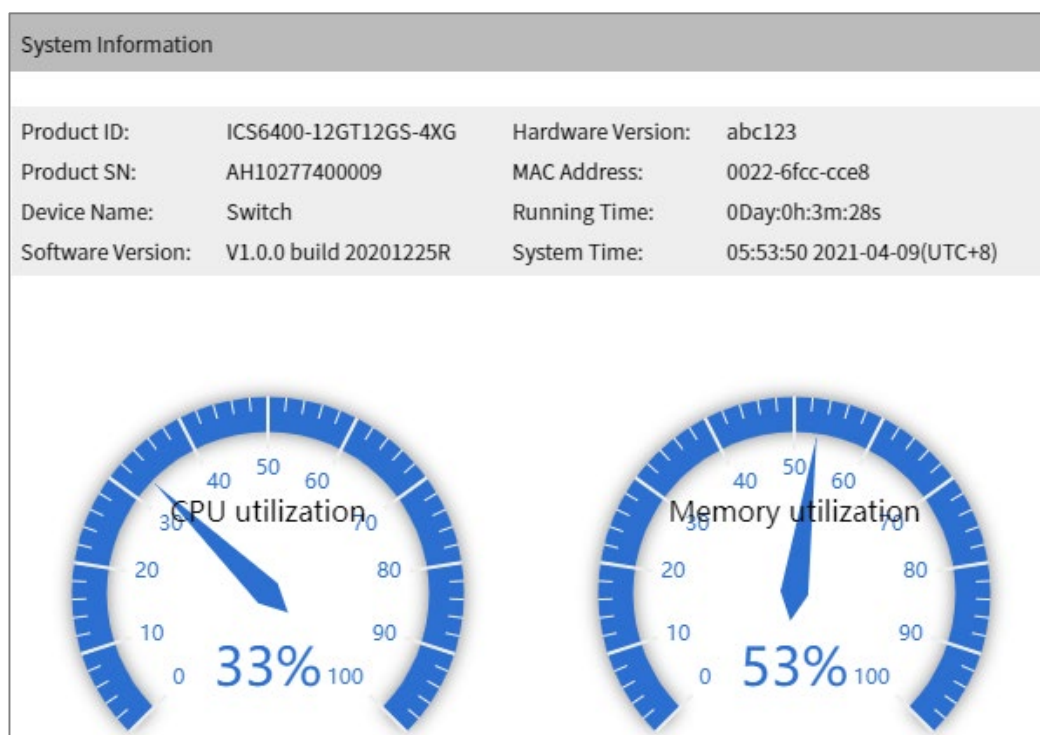 System Information
Product ID: ICS6400-12GT12GS-4XG Hardware Version: abc123
Product SN: AH10277400009 MAC Address: 0022-6fcc-cce8
Device Name: Switch Running Time: 0Day:0h:3m:28s
Software Version: V1.0.0 build 20201225R System Time: 05:53:50 2021-04-09(UTC+8)
CPU utilization
0 10 20 30 40 50 60 70 80 90 100
33%
Memory utilization
0 10 20 30 40 50 60 70 80 90 100
53%